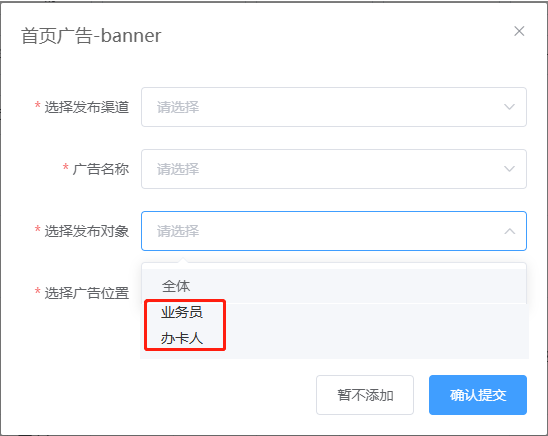 首页广告-banner
* 选择发布渠道 请选择
* 广告名称 请选择
* 选择发布对象 请选择
* 选择广告位置
全体
业务员
办卡人
暂不添加 确认提交